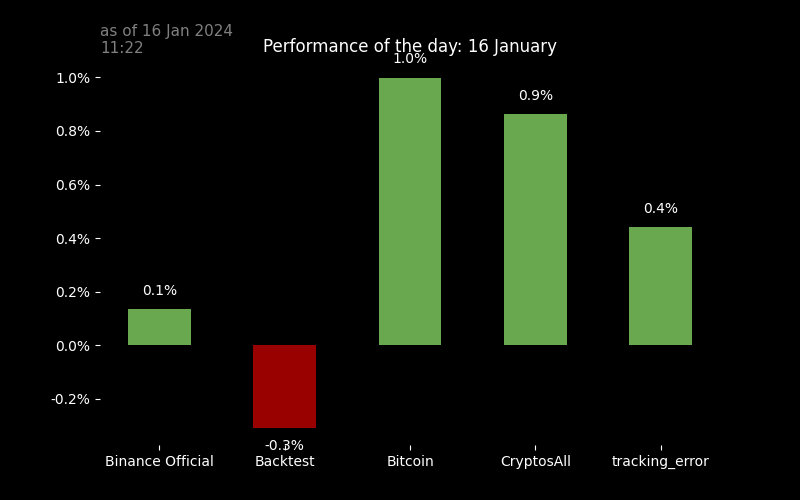 as of 16 Jan 2024
11:22
Performance of the day: 16 January
1.0%
0.8%
0.6%
0.4%
0.2%
0.0%
-0.2%
0.1%
-0.3%
1.0%
0.9%
0.4%
Binance Official
Backtest
Bitcoin
CryptosAll
tracking_error